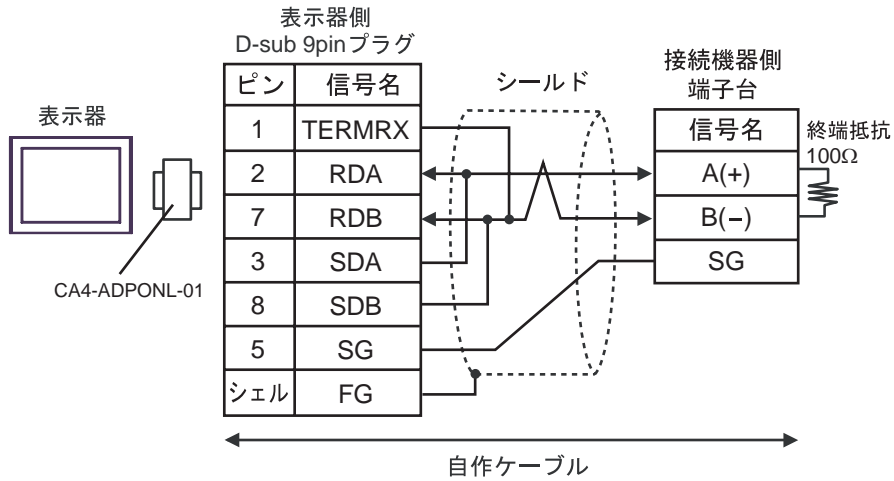 表示器側
D-sub 9pinプラグ
ピン 信号名
1 TERMRX
2 RDA
7 RDB
3 SDA
8 SDB
5 SG
シェル FG
シールド
接続機器側
端子台
信号名
A(+)
B(−)
SG
終端抵抗
100Ω
表示器
CA4-ADPONL-01
自作ケーブル